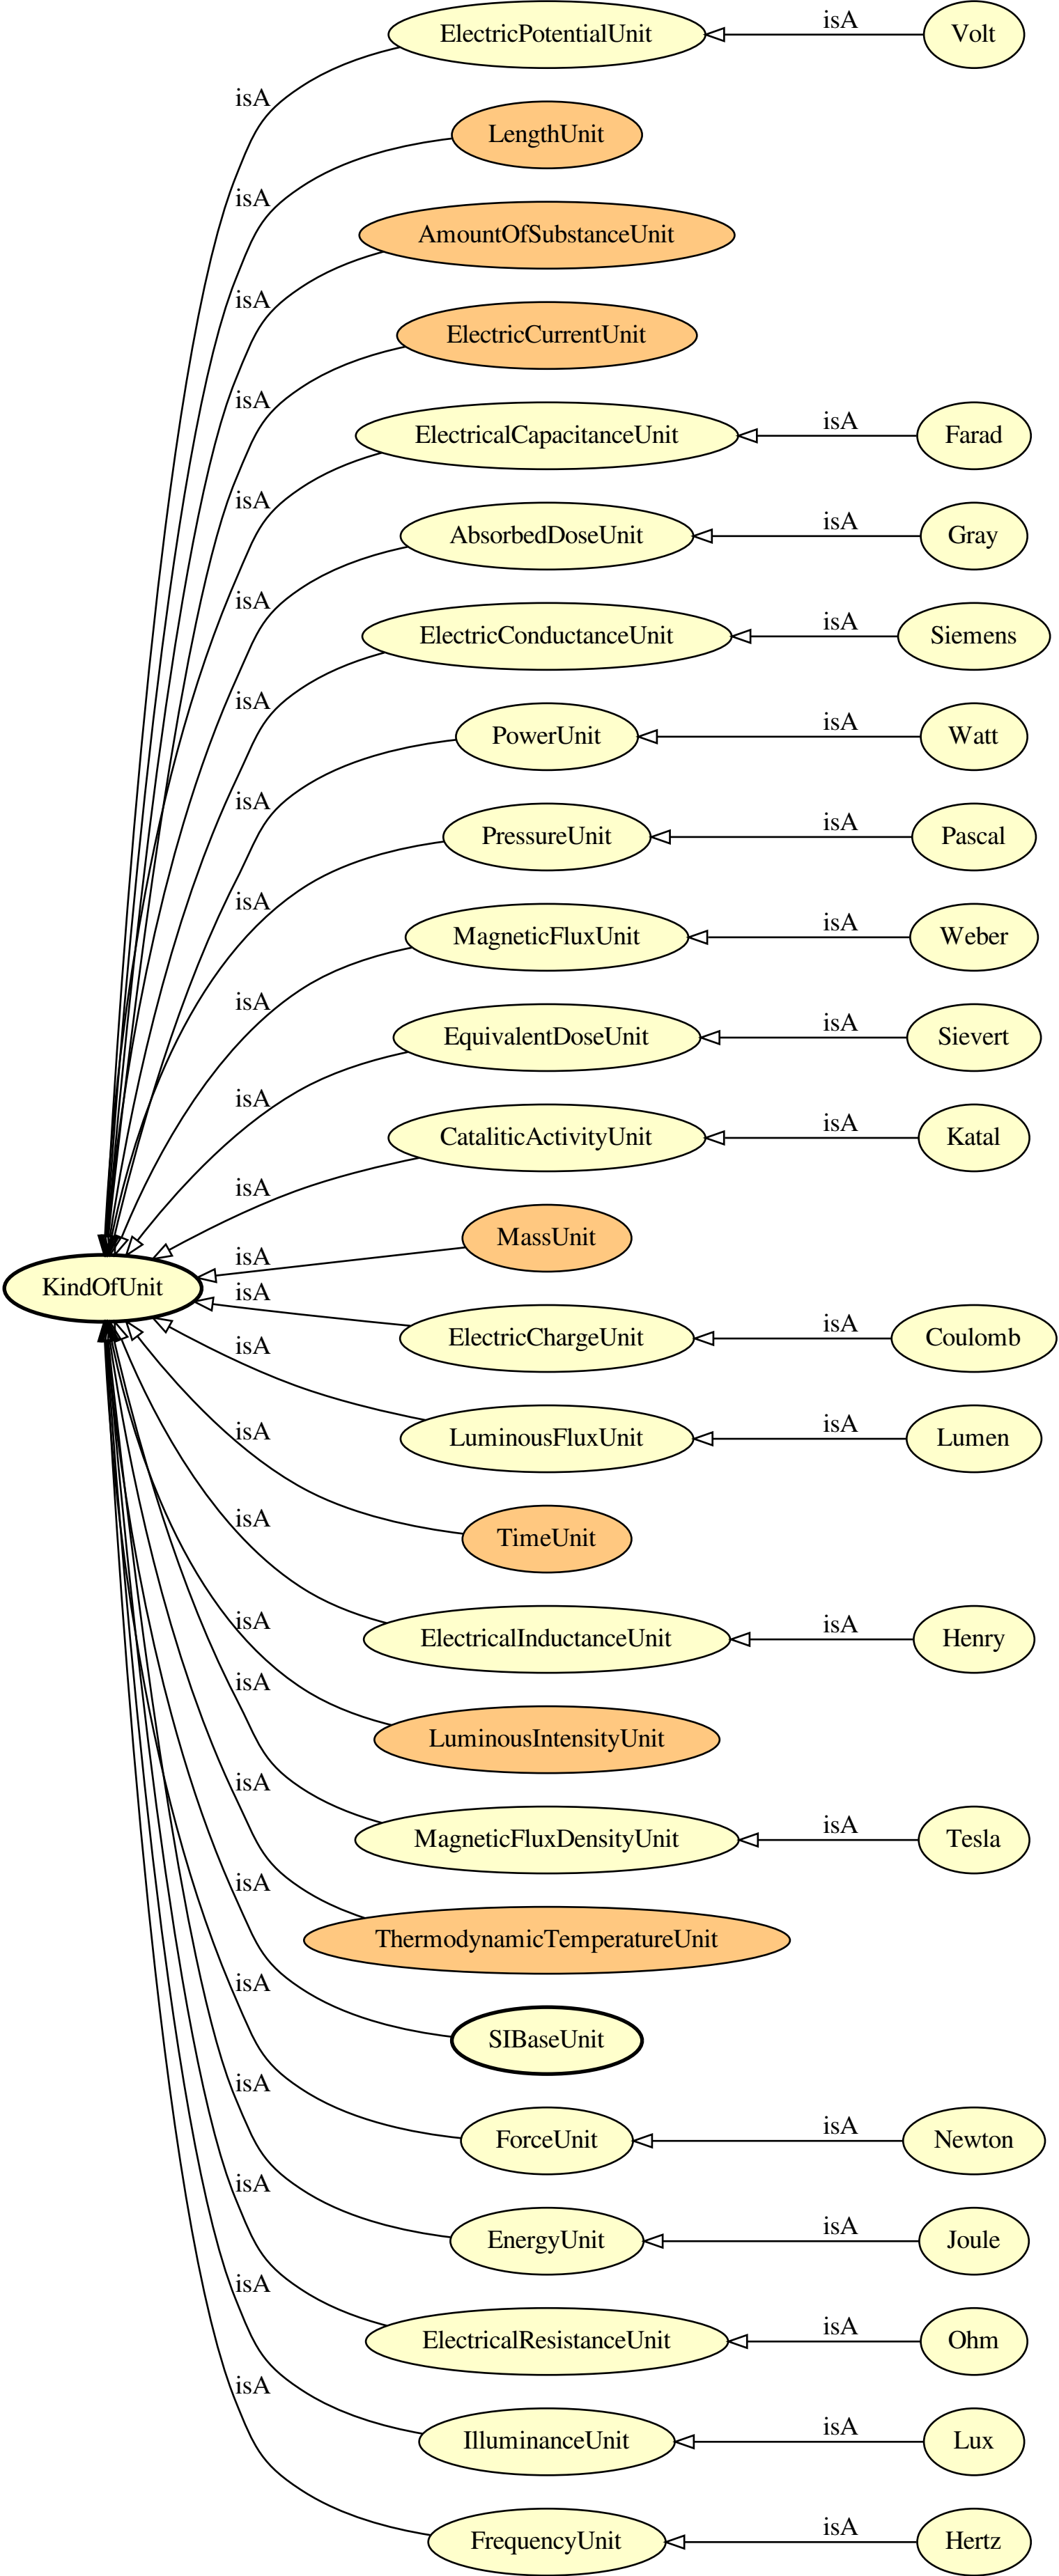 ElectricPotentialUnit isA Volt
isA
LengthUnit
isA
AmountOfSubstanceUnit
isA
ElectricCurrentUnit
isA
ElectricalCapacitanceUnit isA Farad
isA
AbsorbedDoseUnit isA Gray
isA
ElectricConductanceUnit isA Siemens
isA
PowerUnit isA Watt
isA
PressureUnit isA Pascal
isA
MagneticFluxUnit isA Weber
isA
EquivalentDoseUnit isA Sievert
isA
CataliticActivityUnit isA Katal
isA
MassUnit
isA
KindOfUnit
isA
ElectricChargeUnit isA Coulomb
isA
LuminousFluxUnit isA Lumen
isA
TimeUnit
isA
ElectricalInductanceUnit isA Henry
isA
LuminousIntensityUnit
isA
MagneticFluxDensityUnit isA Tesla
isA
ThermodynamicTemperatureUnit
isA
SIBaseUnit
isA
ForceUnit isA Newton
isA
EnergyUnit isA Joule
isA
ElectricalResistanceUnit isA Ohm
isA
IlluminanceUnit isA Lux
isA
FrequencyUnit isA Hertz